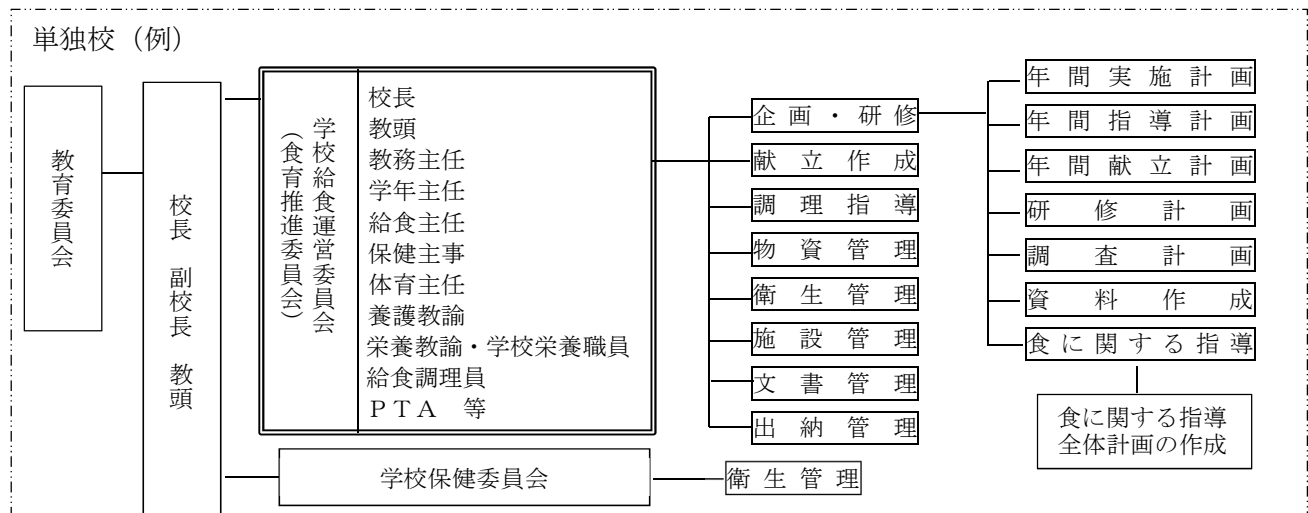 単独校（例）
教育委員会
校長　副校長　教頭
学校給食運営委員会
（食育推進委員会）
校長
教頭
教務主任
学年主任
給食主任
保健主事
体育主任
養護教諭
栄養教諭・学校栄養職員
給食調理員
ＰＴＡ　等
企画・研修
献立作成
調理指導
物資管理
衛生管理
施設管理
文書管理
出納管理
年間実施計画
年間指導計画
年間献立計画
研修計画
調査計画
資料作成
食に関する指導
食に関する指導
全体計画の作成
学校保健委員会
衛生管理